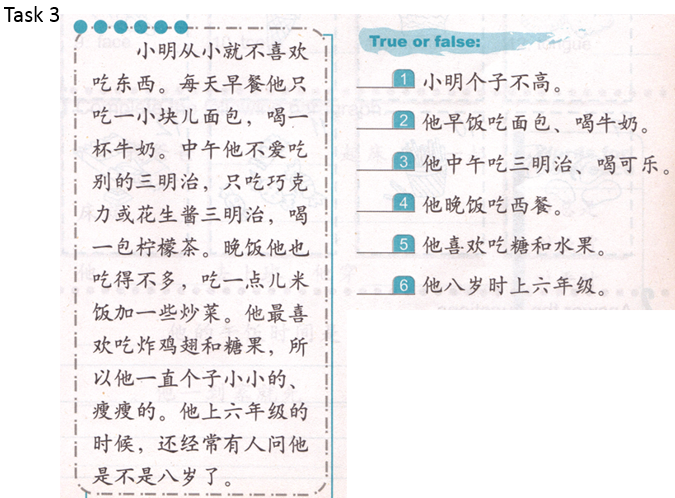 Task 3
小明从小就不喜欢
吃东西。每天早餐他只
吃一小块儿面包，喝一
杯牛奶。中午他不爱吃
别的三明治，只吃巧克
力或花生酱三明治，喝
一包柠檬茶。晚饭他也
吃得不多，吃一点儿米
饭加一些炒菜。他最喜
欢吃炸鸡翅和糖果，所
以他一直个子小小的、
瘦瘦的。他上六年级的
时候，还经常有人问他
是不是八岁了。
True or false:
1 小明个子不高。
2 他早饭吃面包、喝牛奶。
3 他中午吃三明治、喝可乐。
4 他晚饭吃西餐。
5 他喜欢吃糖和水果。
6 他八岁时上六年级。